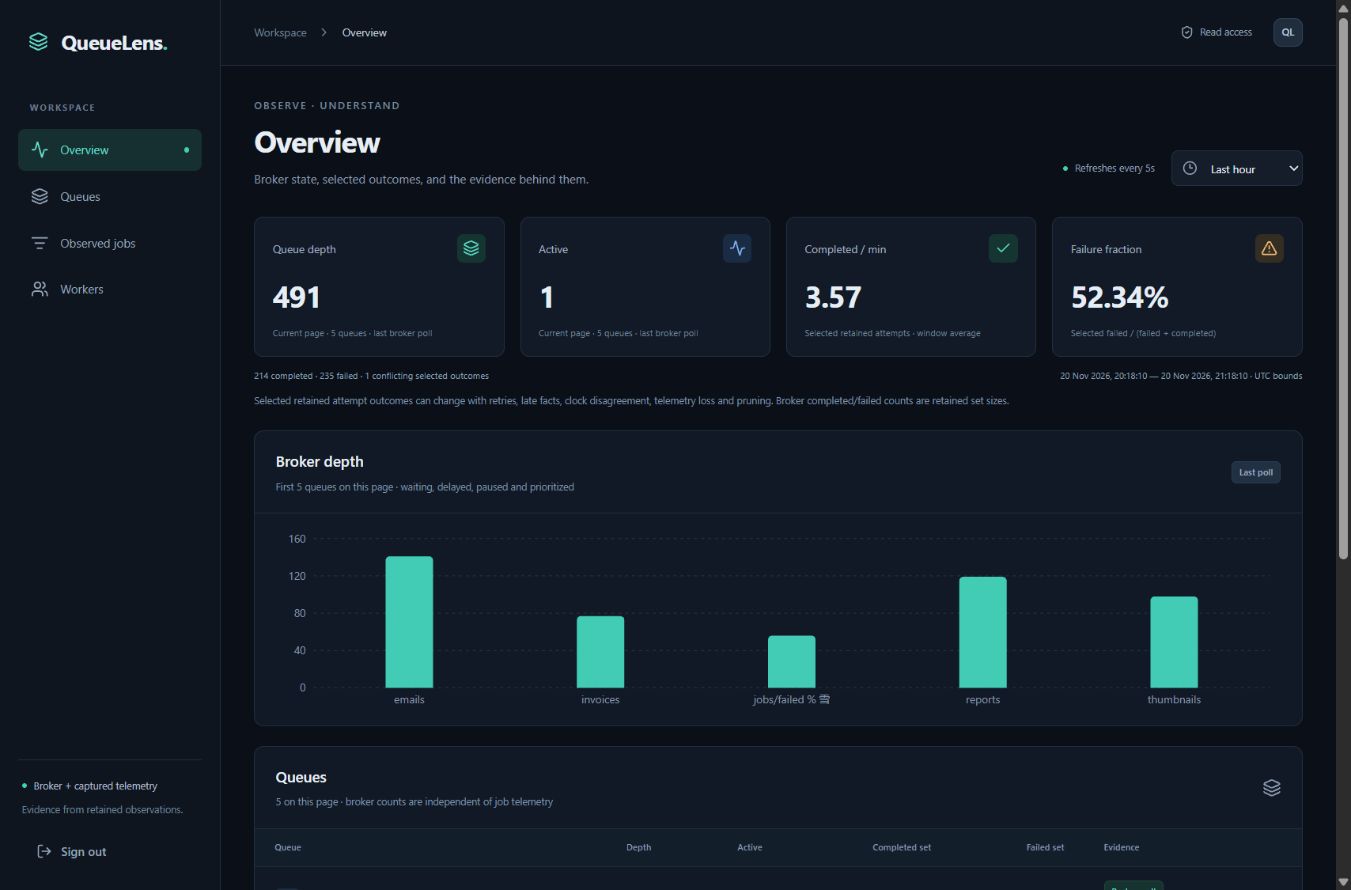 QueueLens.
Workspace > Overview
Read access
QL
WORKSPACE
Overview
Queues
Observed jobs
Workers
OBSERVE · UNDERSTAND
Overview
Broker state, selected outcomes, and the evidence behind them.
Refreshes every 5s
Last hour
Queue depth
491
Current page · 5 queues · last broker poll
Active
1
Current page · 5 queues · last broker poll
Completed / min
3.57
Selected retained attempts · window average
Failure fraction
52.34%
Selected failed / (failed + completed)
214 completed · 235 failed · 1 conflicting selected outcomes
20 Nov 2026, 20:18:10 — 20 Nov 2026, 21:18:10 · UTC bounds
Selected retained attempt outcomes can change with retries, late facts, clock disagreement, telemetry loss and pruning. Broker completed/failed counts are retained set sizes.
Broker depth
First 5 queues on this page · waiting, delayed, paused and prioritized
Last poll
160
120
80
40
0
emails
invoices
jobs/failed % 雪
reports
thumbnails
Queues
5 on this page · broker counts are independent of job telemetry
Queue Depth Active Completed set Failed set Evidence
Broker + captured telemetry
Evidence from retained observations.
Sign out